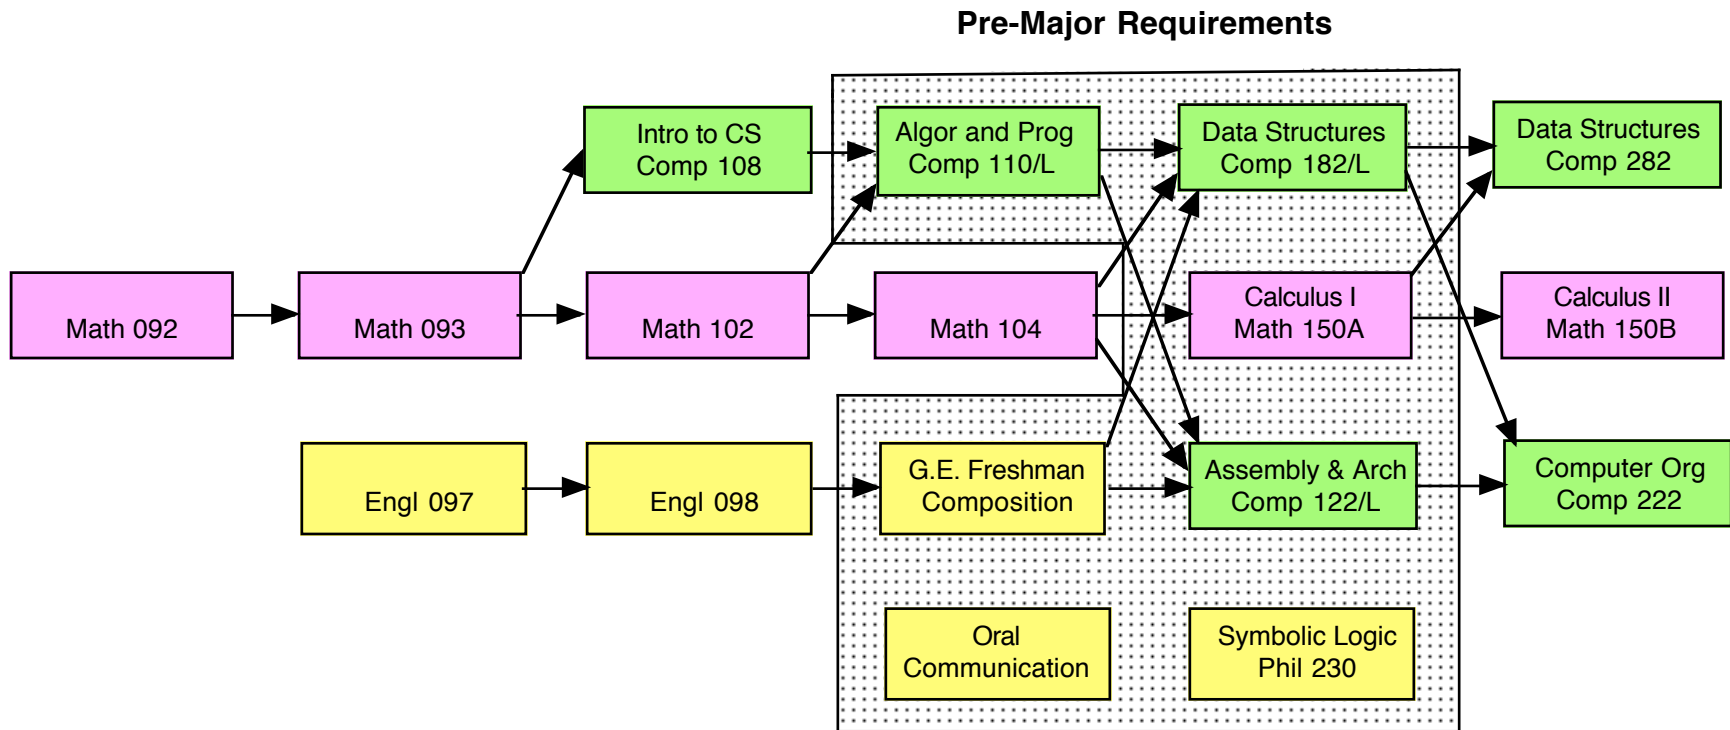 Pre-Major Requirements
Intro to CS
Comp 108
Algor and Prog
Comp 110/L
Data Structures
Comp 182/L
Data Structures
Comp 282
Math 092
Math 093
Math 102
Math 104
Calculus I
Math 150A
Calculus II
Math 150B
Engl 097
Engl 098
G.E. Freshman
Composition
Assembly & Arch
Comp 122/L
Computer Org
Comp 222
Oral
Communication
Symbolic Logic
Phil 230